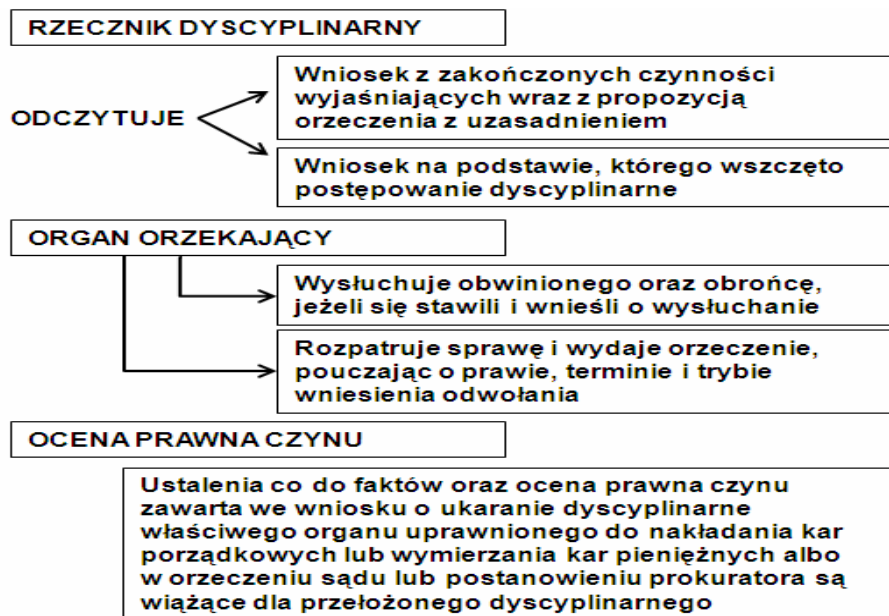 RZECZNIK DYSCYPLINARNY
ODCZYTUJE
Wniosek z zakończonych czynności
wyjaśniających wraz z propozycją
orzeczenia z uzasadnieniem
Wniosek na podstawie, którego wszczęto
postępowanie dyscyplinarne
ORGAN ORZEKAJĄCY
Wysłuchuje obwinionego oraz obrońcę,
jeżeli się stawili i wnieśli o wysłuchanie
Rozpatruje sprawę i wydaje orzeczenie,
pouczając o prawie, terminie i trybie
wniesienia odwołania
OCENA PRAWNA CZYNU
Ustalenia co do faktów oraz ocena prawna czynu
zawarta we wniosku o ukaranie dyscyplinarne
właściwego organu uprawnionego do nakładania kar
porządkowych lub wymierzania kar pieniężnych albo
w orzeczeniu sądu lub postanowieniu prokuratora są
wiążące dla przełożonego dyscyplinarnego